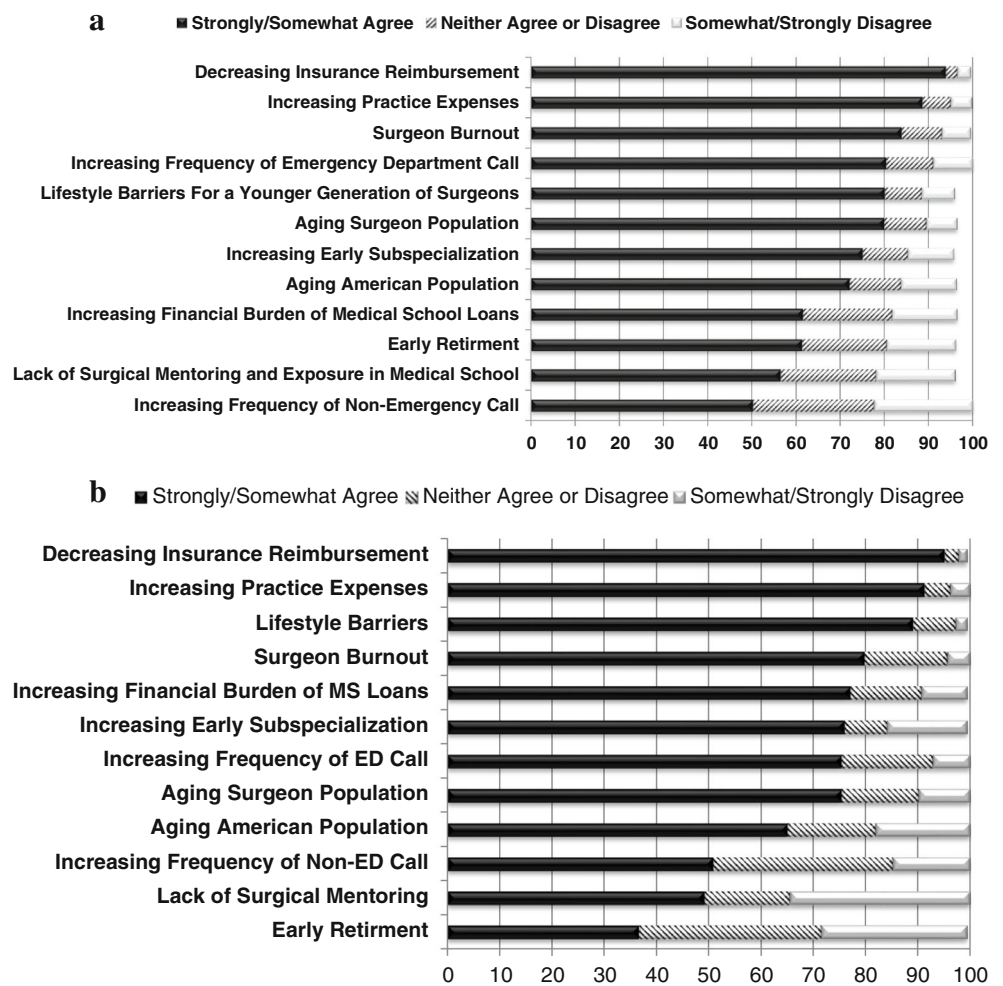 a
Strongly/Somewhat Agree Neither Agree or Disagree Somewhat/Strongly Disagree
Decreasing Insurance Reimbursement
Increasing Practice Expenses
Surgeon Burnout
Increasing Frequency of Emergency Department Call
Lifestyle Barriers For a Younger Generation of Surgeons
Aging Surgeon Population
Increasing Early Subspecialization
Aging American Population
Increasing Financial Burden of Medical School Loans
Early Retirment
Lack of Surgical Mentoring and Exposure in Medical School
Increasing Frequency of Non-Emergency Call
0 10 20 30 40 50 60 70 80 90 100
b
Strongly/Somewhat Agree Neither Agree or Disagree Somewhat/Strongly Disagree
Decreasing Insurance Reimbursement
Increasing Practice Expenses
Lifestyle Barriers
Surgeon Burnout
Increasing Financial Burden of MS Loans
Increasing Early Subspecialization
Increasing Frequency of ED Call
Aging Surgeon Population
Aging American Population
Increasing Frequency of Non-ED Call
Lack of Surgical Mentoring
Early Retirment
0 10 20 30 40 50 60 70 80 90 100